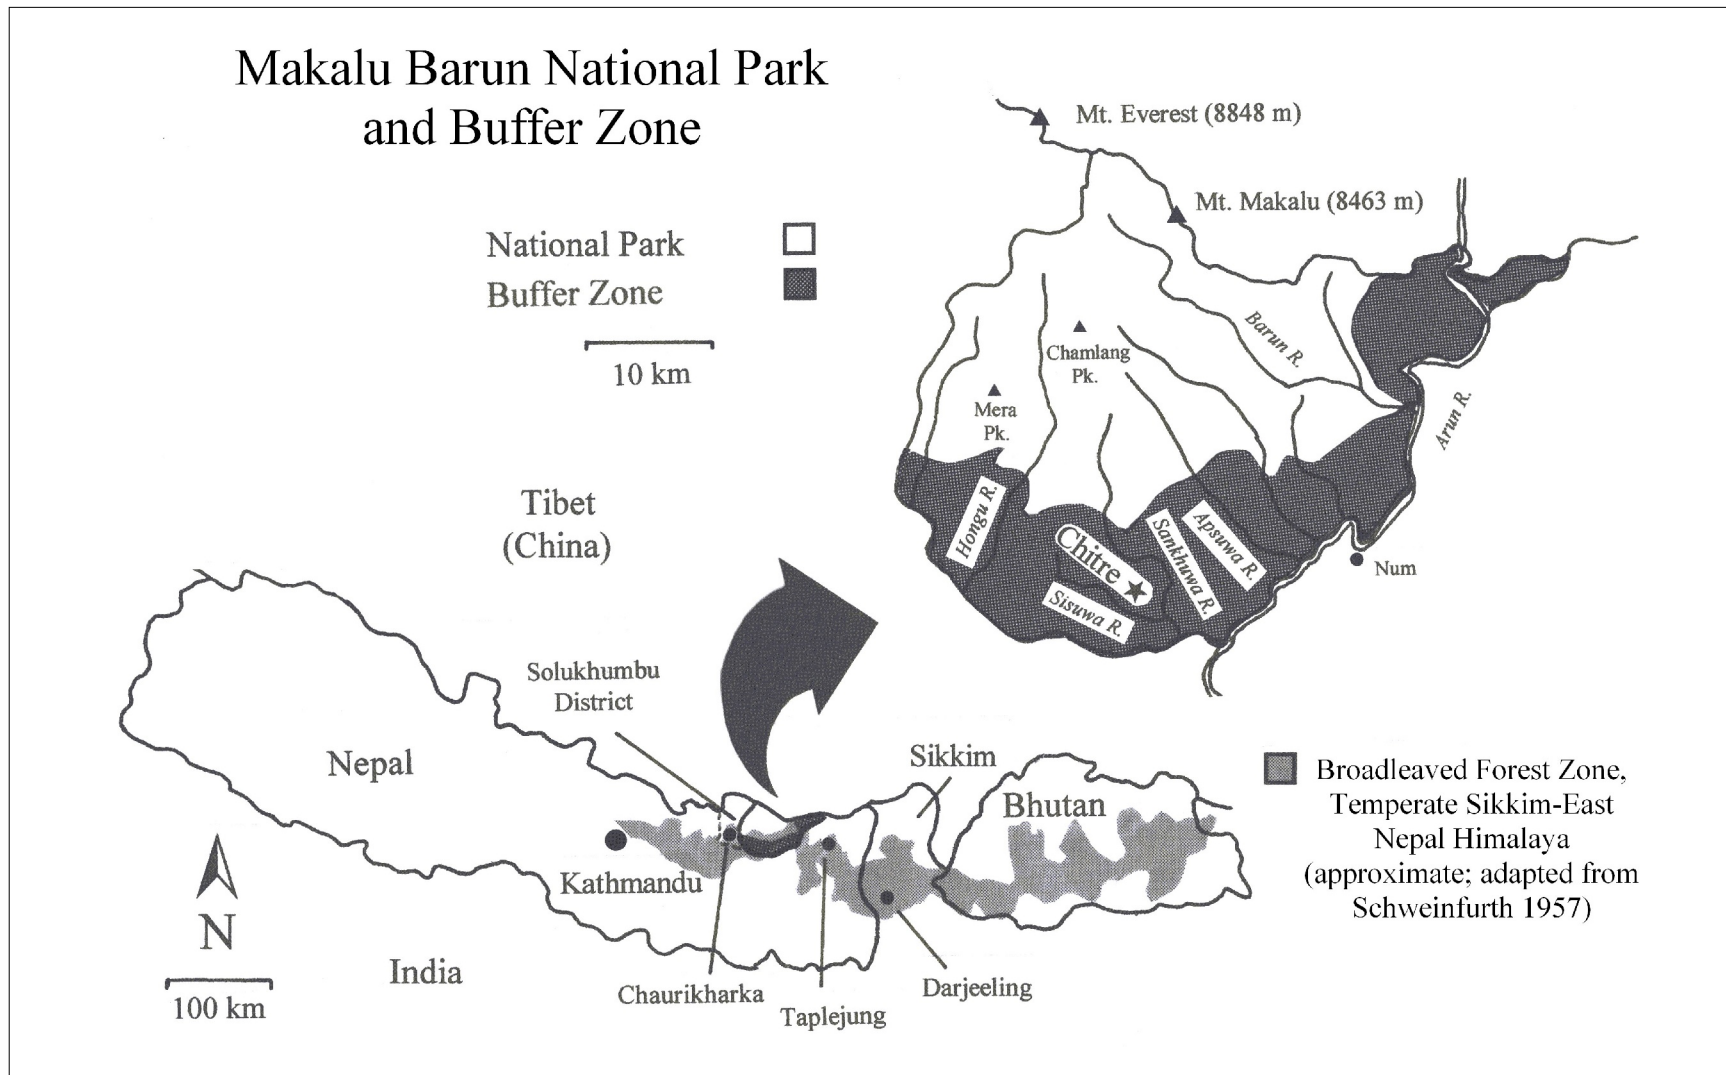 Makalu Barun National Park
and Buffer Zone
National Park
Buffer Zone
10 km
Mt. Everest (8848 m)
Mt. Makalu (8463 m)
Barun R.
Chamlang
Pk.
Mera
Pk.
Arun R.
Hongu R.
Chitre
Sankhuwa R.
Apsuwa R.
Sisuwa R.
Num
Tibet
(China)
Solukhumbu
District
Nepal
Sikkim
Bhutan
Kathmandu
India
N
100 km
Chaurikharka
Taplejung
Darjeeling
Broadleaved Forest Zone,
Temperate Sikkim-East
Nepal Himalaya
(approximate; adapted from
Schweinfurth 1957)